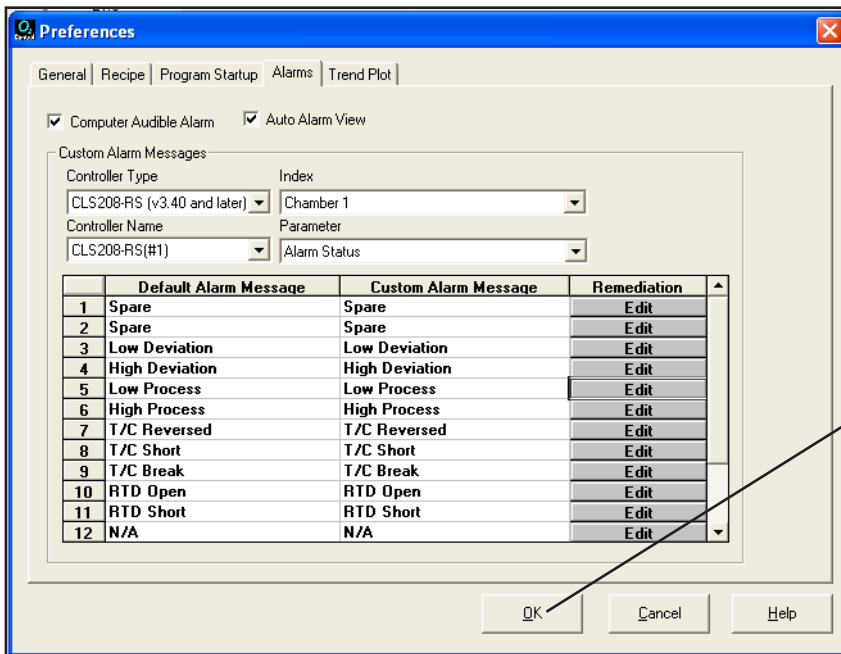 O2 Control Preferences
General Recipe Program Startup Alarms Trend Plot
Computer Audible Alarm Auto Alarm View
Custom Alarm Messages
Controller Type Index
CLS208-RS (v3.40 and later) Chamber 1
Controller Name Parameter
CLS208-RS(#1) Alarm Status
Default Alarm Message Custom Alarm Message Remediation
1 Spare Spare Edit
2 Spare Spare Edit
3 Low Deviation Low Deviation Edit
4 High Deviation High Deviation Edit
5 Low Process Low Process Edit
6 High Process High Process Edit
7 T/C Reversed T/C Reversed Edit
8 T/C Short T/C Short Edit
9 T/C Break T/C Break Edit
10 RTD Open RTD Open Edit
11 RTD Short RTD Short Edit
12 N/A N/A Edit
OK Cancel Help